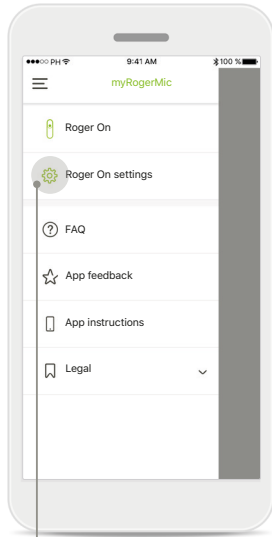 ●●●○○ PH 9:41 AM 100 %
myRogerMic
Roger On
Roger On settings
FAQ
App feedback
App instructions
Legal